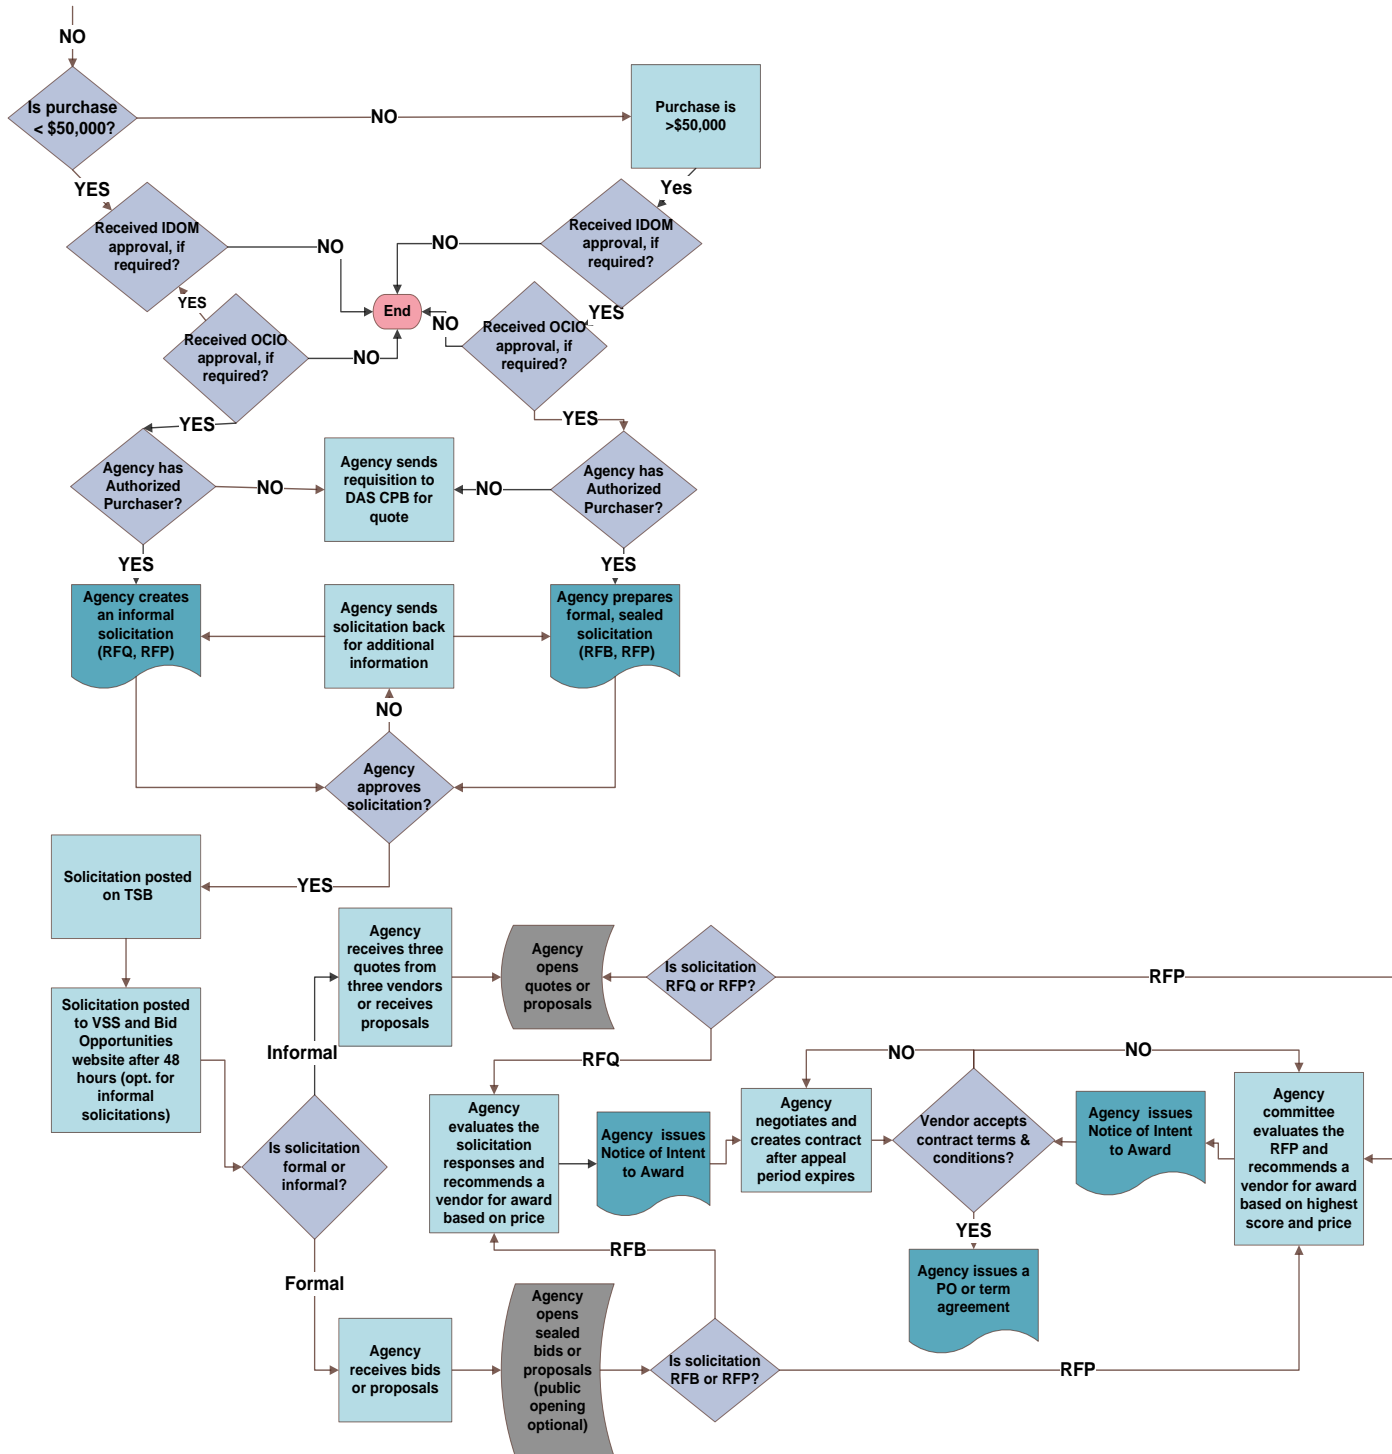 NO
Is purchase
< $50,000?
NO
Purchase is
>$50,000
YES
Yes
Received IDOM
approval, if
required?
NO
Received IDOM
approval, if
required?
NO
YES
End
YES
Received OCIO
approval, if
required?
NO
Received OCIO
approval, if
required?
NO
YES
YES
Agency has
Authorized
Purchaser?
NO
Agency sends
requisition to
DAS CPB for
quote
NO
Agency has
Authorized
Purchaser?
YES
YES
Agency creates
an informal
solicitation
(RFQ, RFP)
Agency sends
solicitation back
for additional
information
Agency prepares
formal, sealed
solicitation
(RFB, RFP)
NO
Agency
approves
solicitation?
YES
Solicitation posted
on TSB
Solicitation posted
to VSS and Bid
Opportunities
website after 48
hours (opt. for
informal
solicitations)
Informal
Agency
receives three
quotes from
three vendors
or receives
proposals
Agency
opens
quotes or
proposals
Is solicitation
RFQ or RFP?
RFP
RFQ
Is solicitation
formal or
informal?
Agency
evaluates the
solicitation
responses and
recommends a
vendor for award
based on price
Agency  issues
Notice of Intent
to Award
Agency
negotiates and
creates contract
after appeal
period expires
NO
NO
Vendor accepts
contract terms &
conditions?
Agency  issues
Notice of Intent
to Award
Agency
committee
evaluates the
RFP and
recommends a
vendor for award
based on highest
score and price
YES
Agency issues a
PO or term
agreement
RFB
Formal
Agency
receives bids
or proposals
Agency
opens
sealed
bids or
proposals
(public
opening
optional)
Is solicitation
RFB or RFP?
RFP